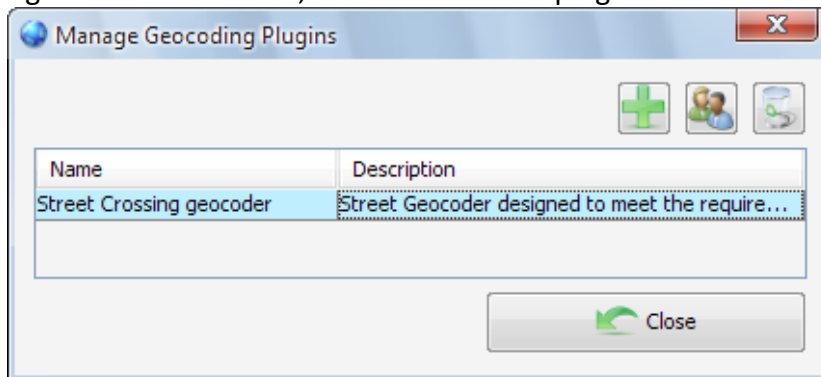 Manage Geocoding Plugins
Name Description
Street Crossing geocoder Street Geocoder designed to meet the require...
Close